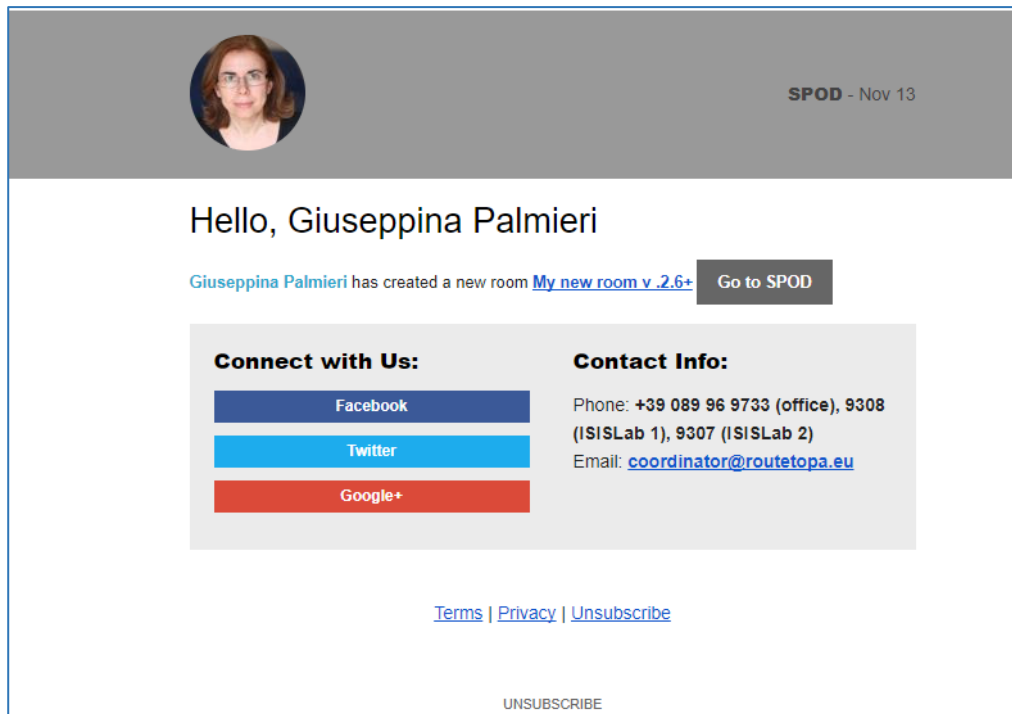 SPOD - Nov 13
Hello, Giuseppina Palmieri
Giuseppina Palmieri has created a new room My new room v .2.6+ Go to SPOD
Connect with Us:
Facebook
Twitter
Google+
Contact Info:
Phone: +39 089 96 9733 (office), 9308
(ISISLab 1), 9307 (ISISLab 2)
Email: coordinator@routetopa.eu
Terms | Privacy | Unsubscribe
UNSUBSCRIBE